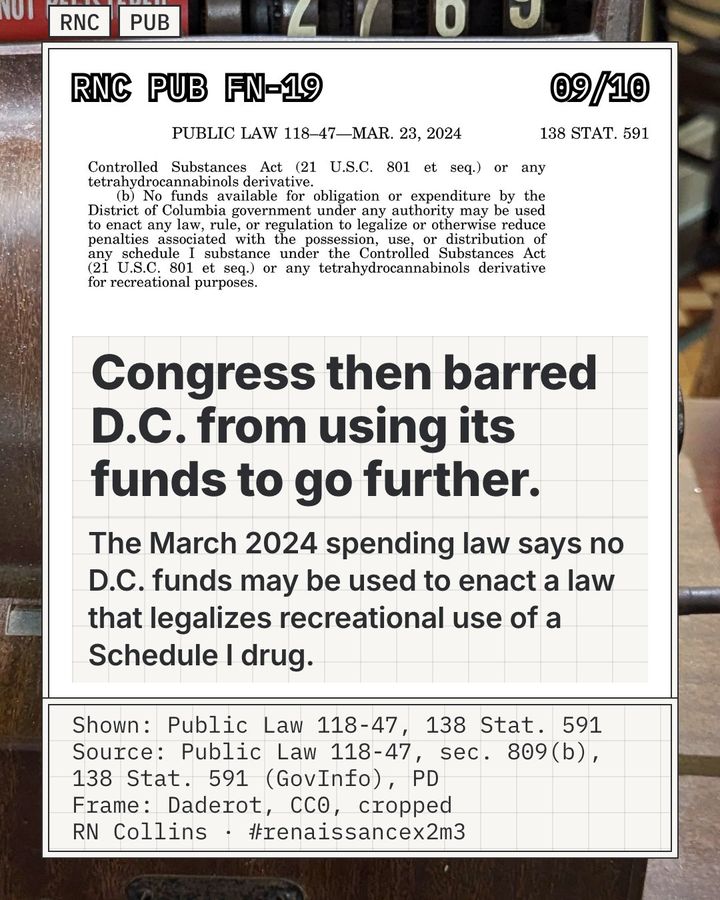 NOT REGISTERED
6 9
RNC PUB
RNC PUB FN-19 09/10
PUBLIC LAW 118–47—MAR. 23, 2024 138 STAT. 591
Controlled Substances Act (21 U.S.C. 801 et seq.) or any
tetrahydrocannabinols derivative.
(b) No funds available for obligation or expenditure by the
District of Columbia government under any authority may be used
to enact any law, rule, or regulation to legalize or otherwise reduce
penalties associated with the possession, use, or distribution of
any schedule I substance under the Controlled Substances Act
(21 U.S.C. 801 et seq.) or any tetrahydrocannabinols derivative
for recreational purposes.
Congress then barred
D.C. from using its
funds to go further.
The March 2024 spending law says no
D.C. funds may be used to enact a law
that legalizes recreational use of a
Schedule I drug.
Shown: Public Law 118-47, 138 Stat. 591
Source: Public Law 118-47, sec. 809(b),
138 Stat. 591 (GovInfo), PD
Frame: Daderot, CC0, cropped
RN Collins · #renaissancex2m3